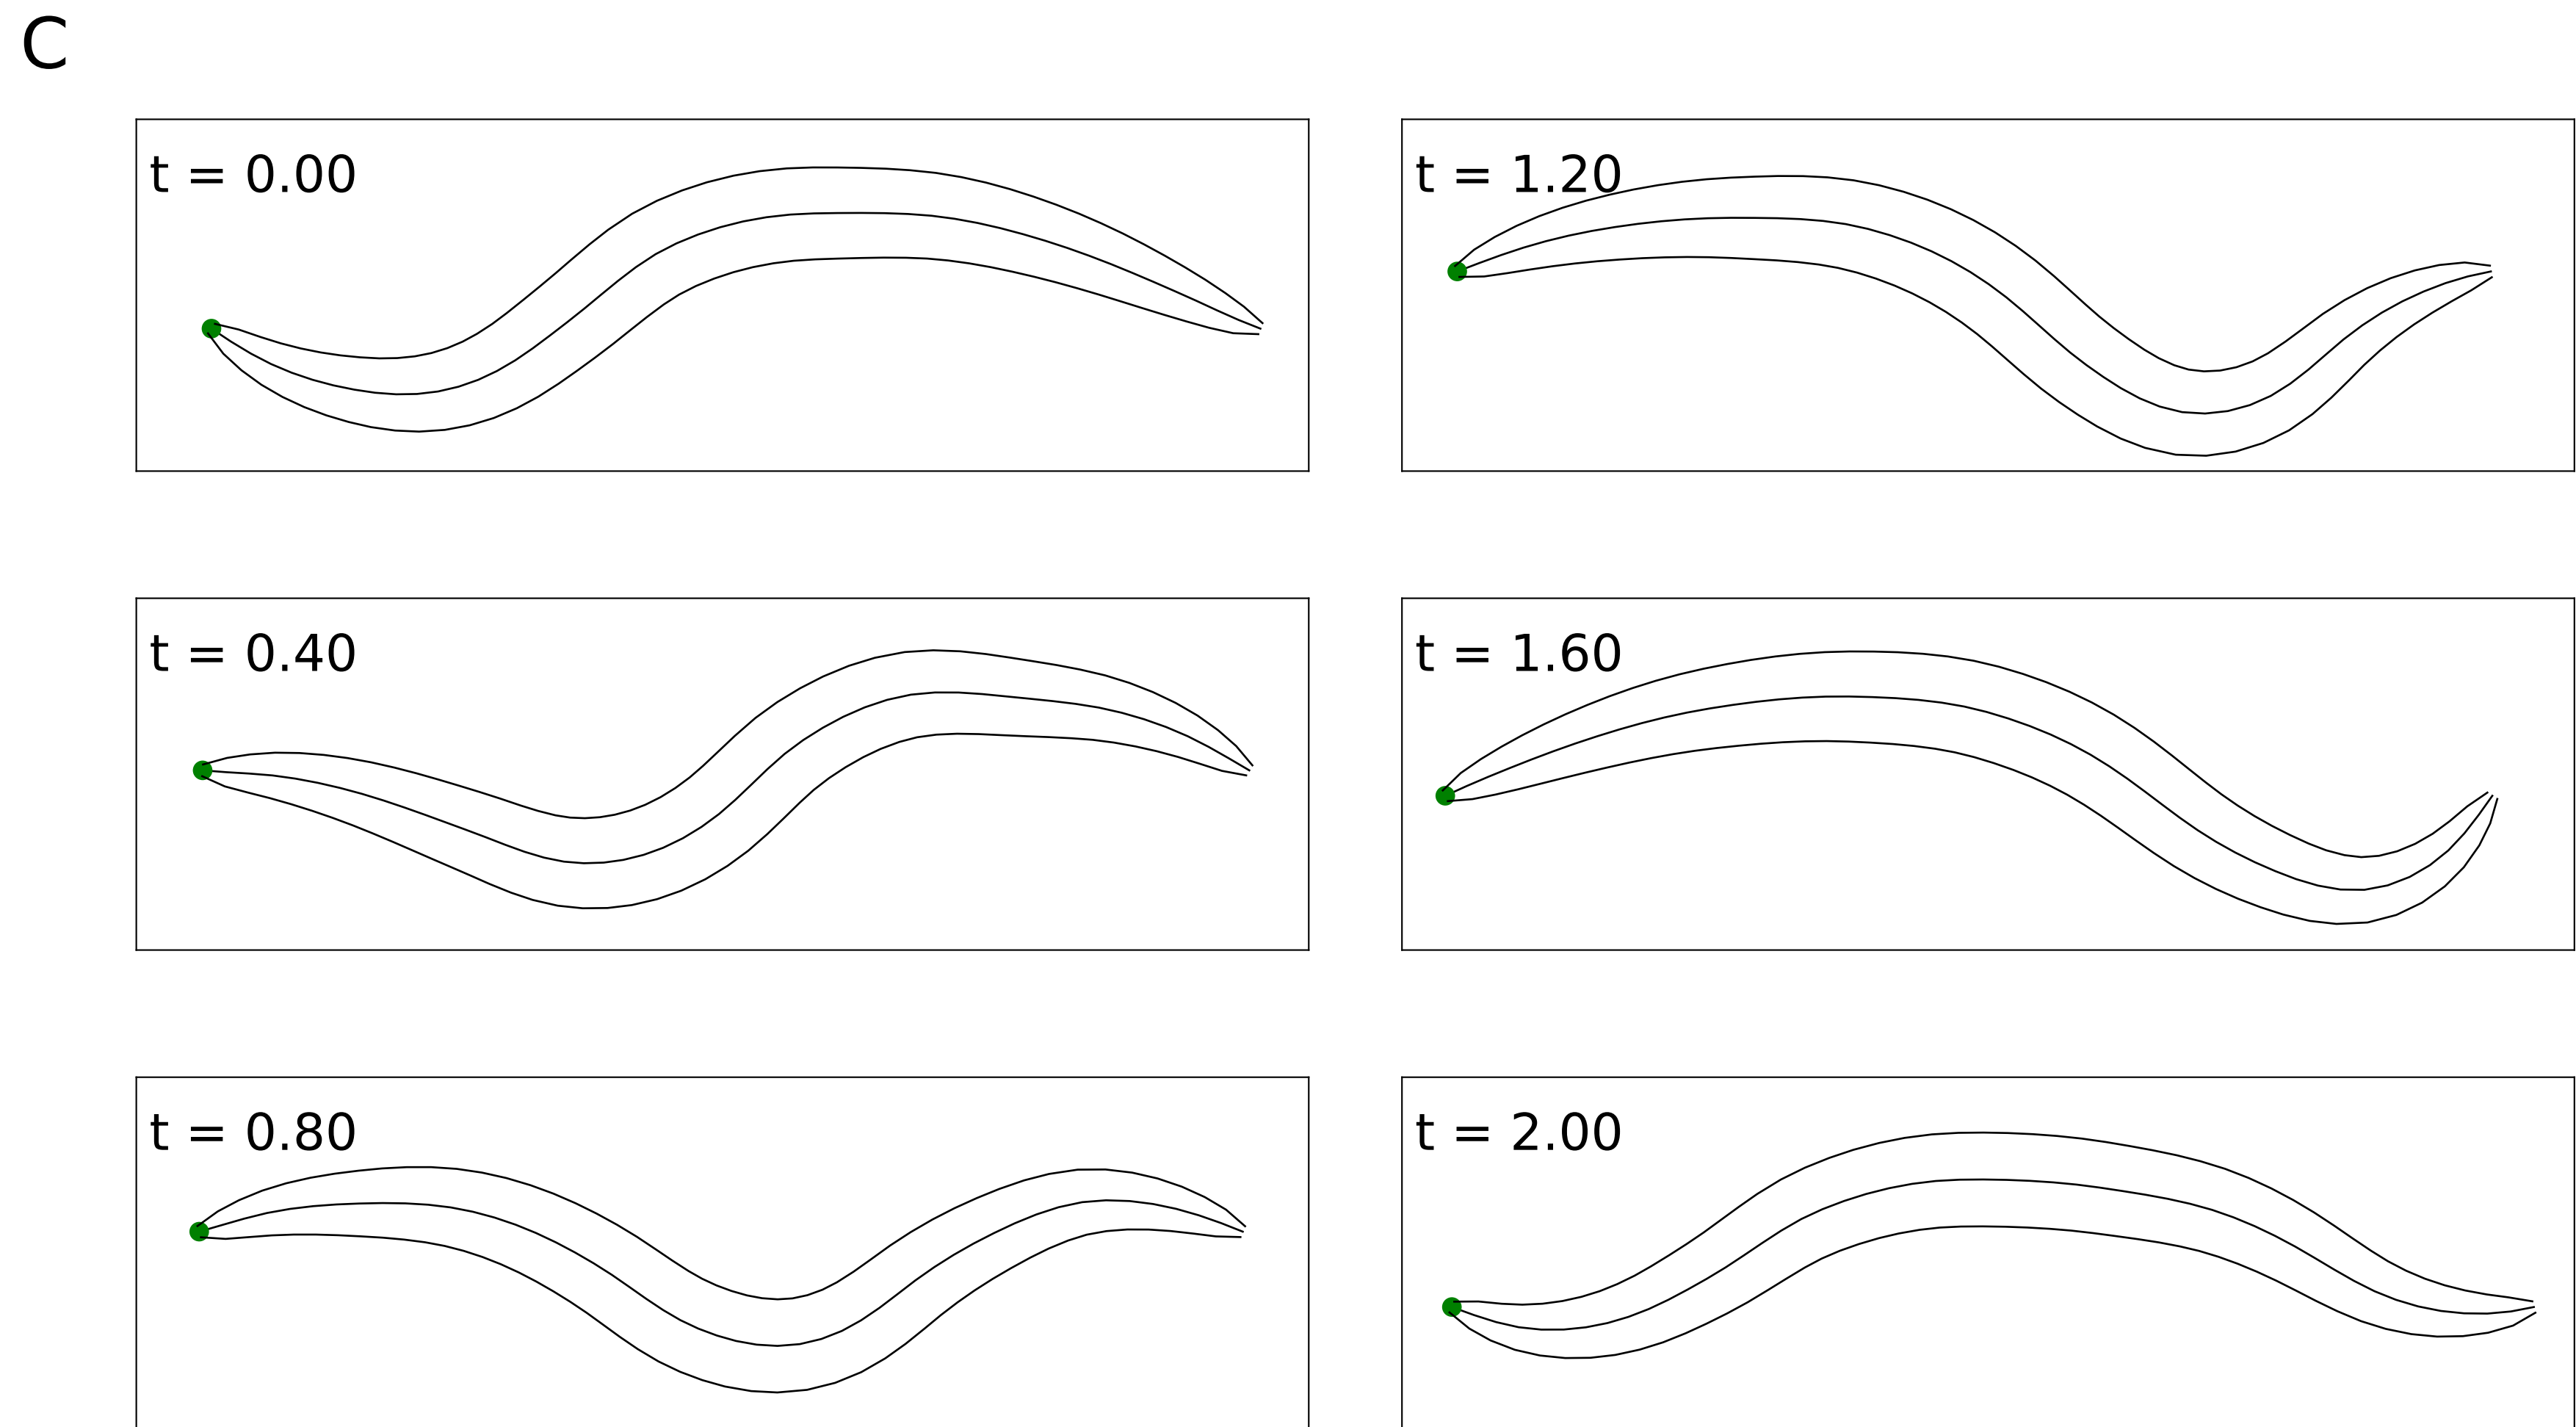 C
t = 0.00
t = 1.20
t = 0.40
t = 1.60
t = 0.80
t = 2.00